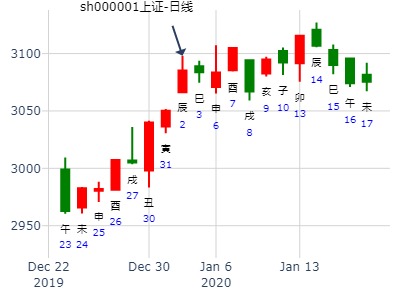 sh000001上证-日线
3100
3050
3000
2950
午
23
未
24
申
25
酉
26
戌
27
丑
30
寅
31
辰
2
巳
3
申
6
酉
7
戌
8
亥
9
子
10
卯
13
辰
14
巳
15
午
16
未
17
Dec 22
2019
Dec 30
Jan 6
2020
Jan 13